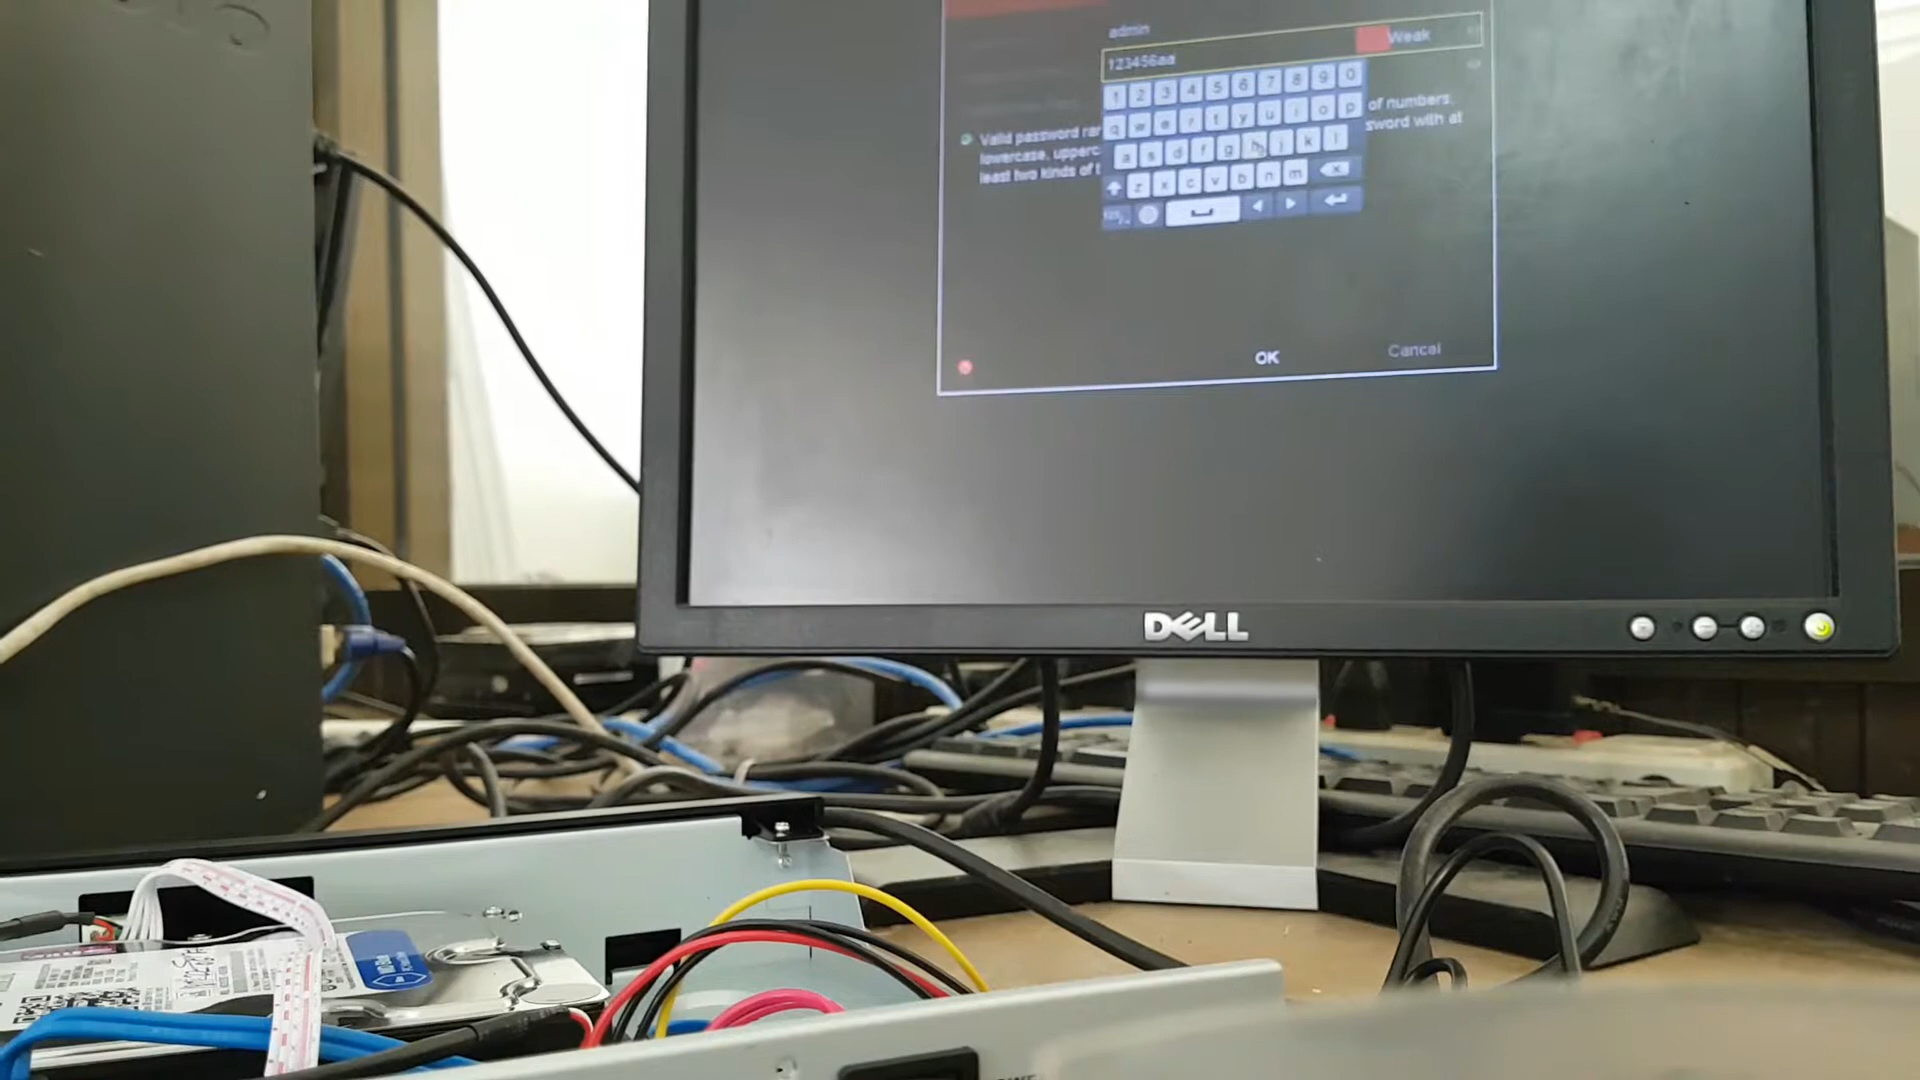 admin
123456aa
Weak
1 2 3 4 5 6 7 8 9 0
q w e r t y u i o p
a s d f g h j k l
z x c v b n m
Valid password ran
of numbers,
lowercase, upperc
sword with at
least two kinds of t
OK
Cancel
DELL